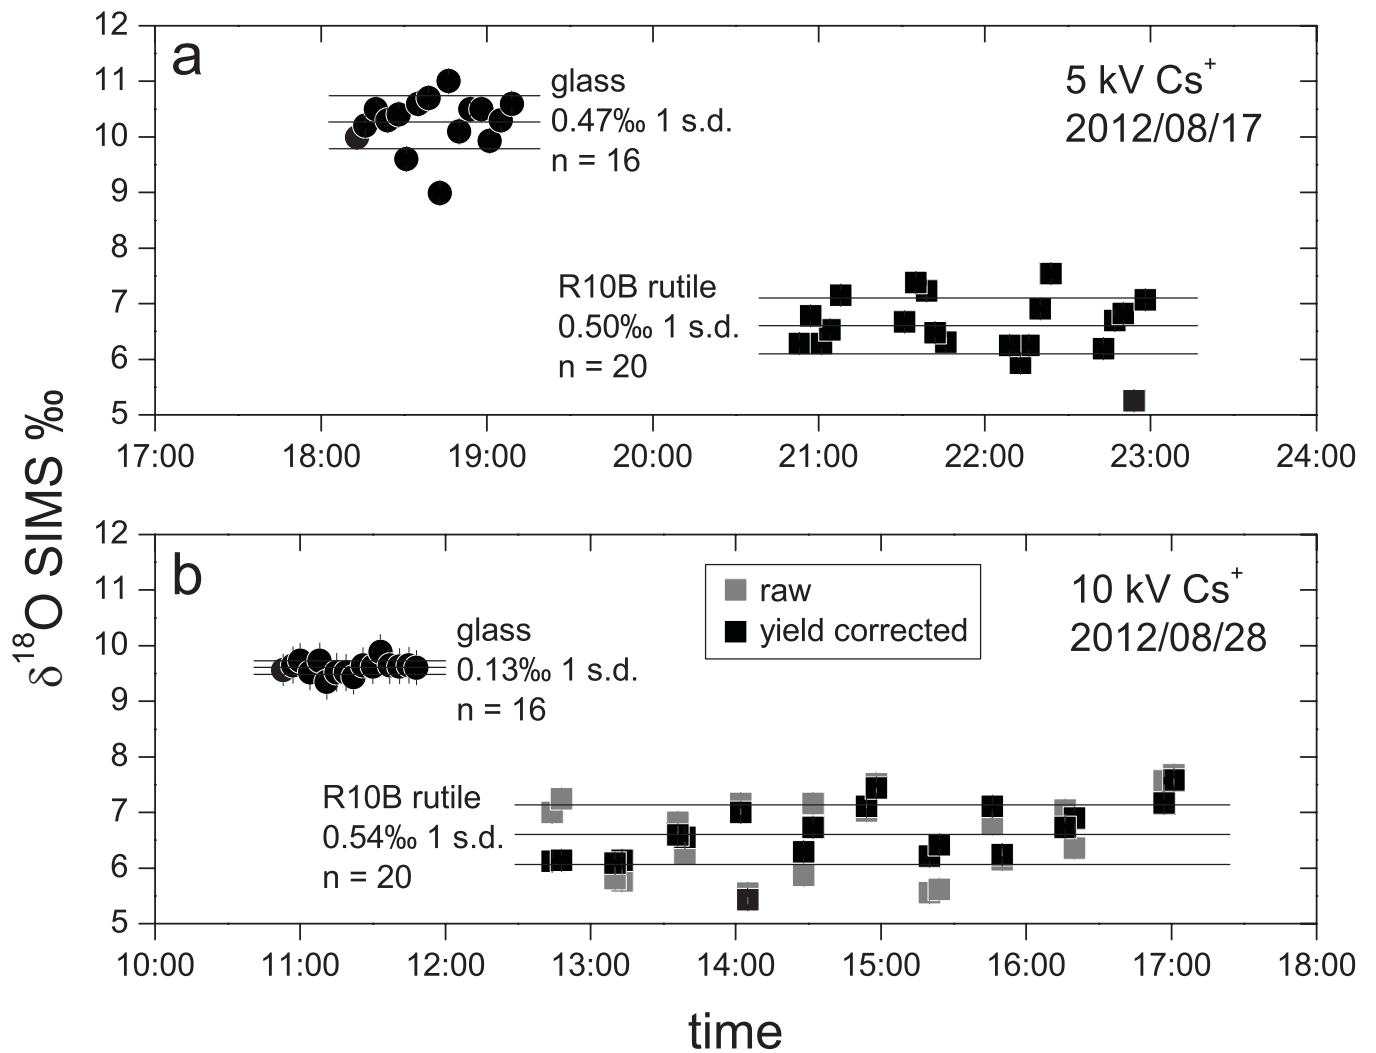 δ18O SIMS ‰
12
11
10
9
8
7
6
5
a
glass
0.47‰ 1 s.d.
n = 16
5 kV Cs+
2012/08/17
R10B rutile
0.50‰ 1 s.d.
n = 20
17:00 18:00 19:00 20:00 21:00 22:00 23:00 24:00
12
11
10
9
8
7
6
5
b
raw
yield corrected
10 kV Cs+
2012/08/28
glass
0.13‰ 1 s.d.
n = 16
R10B rutile
0.54‰ 1 s.d.
n = 20
10:00 11:00 12:00 13:00 14:00 15:00 16:00 17:00 18:00
time